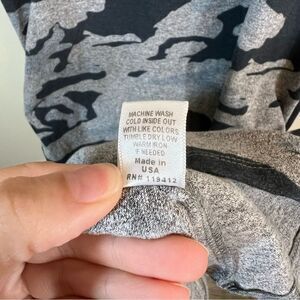 MACHINE WASH
COLD INSIDE OUT
WITH LIKE COLORS
TUMBLE DRY LOW
WARM IRON
IF NEEDED
Made in
USA
RN# 119412